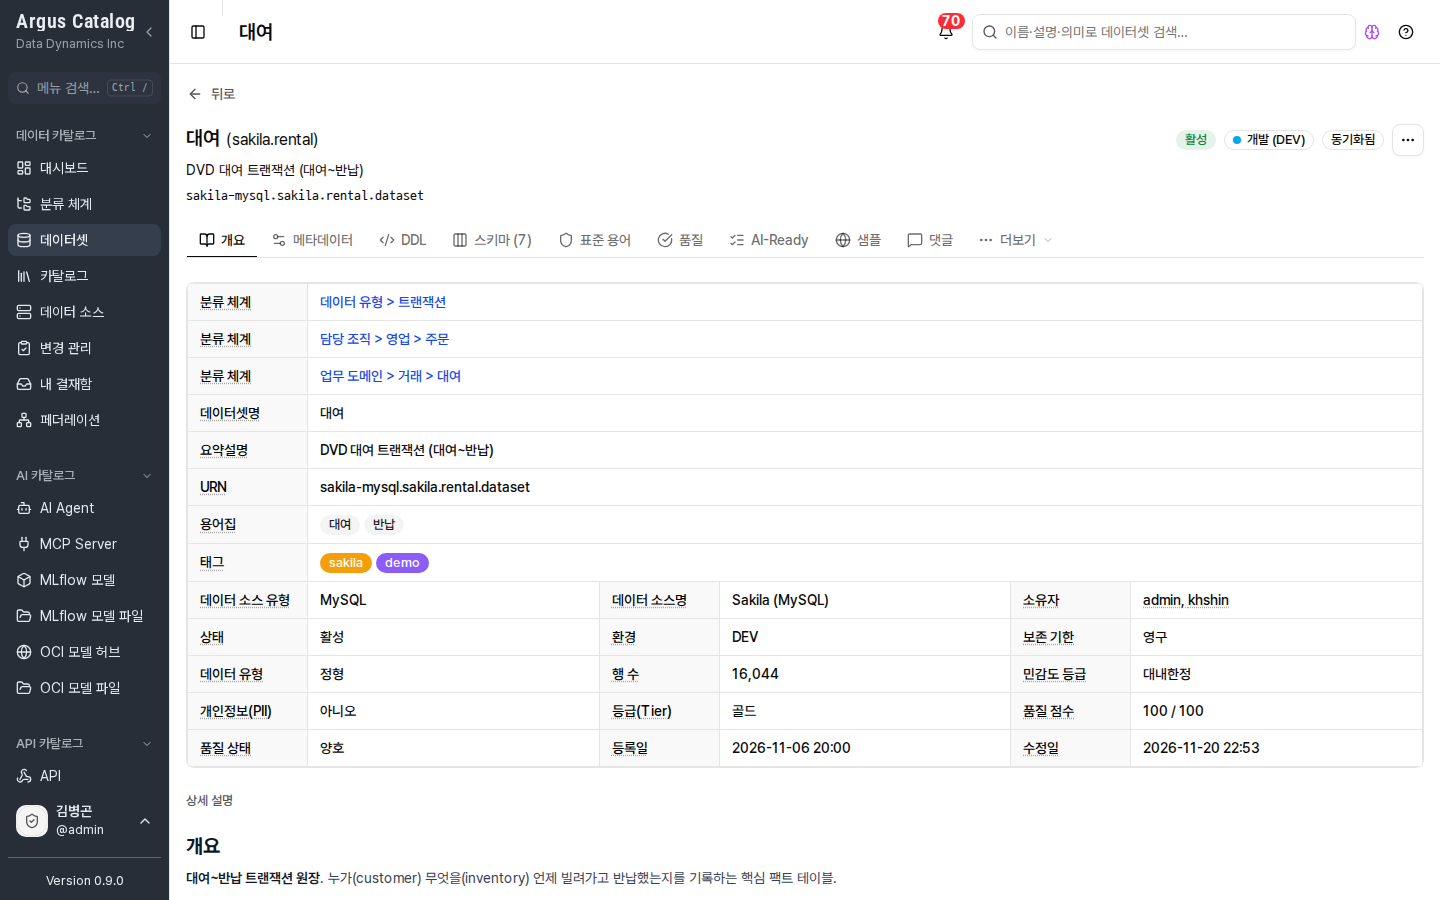 Argus Catalog
Data Dynamics Inc
메뉴 검색... Ctrl /
데이터 카탈로그
대시보드
분류 체계
데이터셋
카탈로그
데이터 소스
변경 관리
내 결재함
페더레이션
AI 카탈로그
AI Agent
MCP Server
MLflow 모델
MLflow 모델 파일
OCI 모델 허브
OCI 모델 파일
API 카탈로그
API
김병곤
@admin
Version 0.9.0
대여
70
이름·설명·의미로 데이터셋 검색...
뒤로
대여 (sakila.rental)
활성 개발 (DEV) 동기화됨
DVD 대여 트랜잭션 (대여~반납)
sakila-mysql.sakila.rental.dataset
개요 메타데이터 DDL 스키마 (7) 표준 용어 품질 AI-Ready 샘플 댓글 더보기
분류 체계 데이터 유형 > 트랜잭션
분류 체계 담당 조직 > 영업 > 주문
분류 체계 업무 도메인 > 거래 > 대여
데이터셋명 대여
요약설명 DVD 대여 트랜잭션 (대여~반납)
URN sakila-mysql.sakila.rental.dataset
용어집 대여 반납
태그 sakila demo
데이터 소스 유형 MySQL 데이터 소스명 Sakila (MySQL) 소유자 admin, khshin
상태 활성 환경 DEV 보존 기한 영구
데이터 유형 정형 행 수 16,044 민감도 등급 대내한정
개인정보(PII) 아니오 등급(Tier) 골드 품질 점수 100 / 100
품질 상태 양호 등록일 2026-11-06 20:00 수정일 2026-11-20 22:53
상세 설명
개요
대여~반납 트랜잭션 원장. 누가(customer) 무엇을(inventory) 언제 빌려가고 반납했는지를 기록하는 핵심 팩트 테이블.